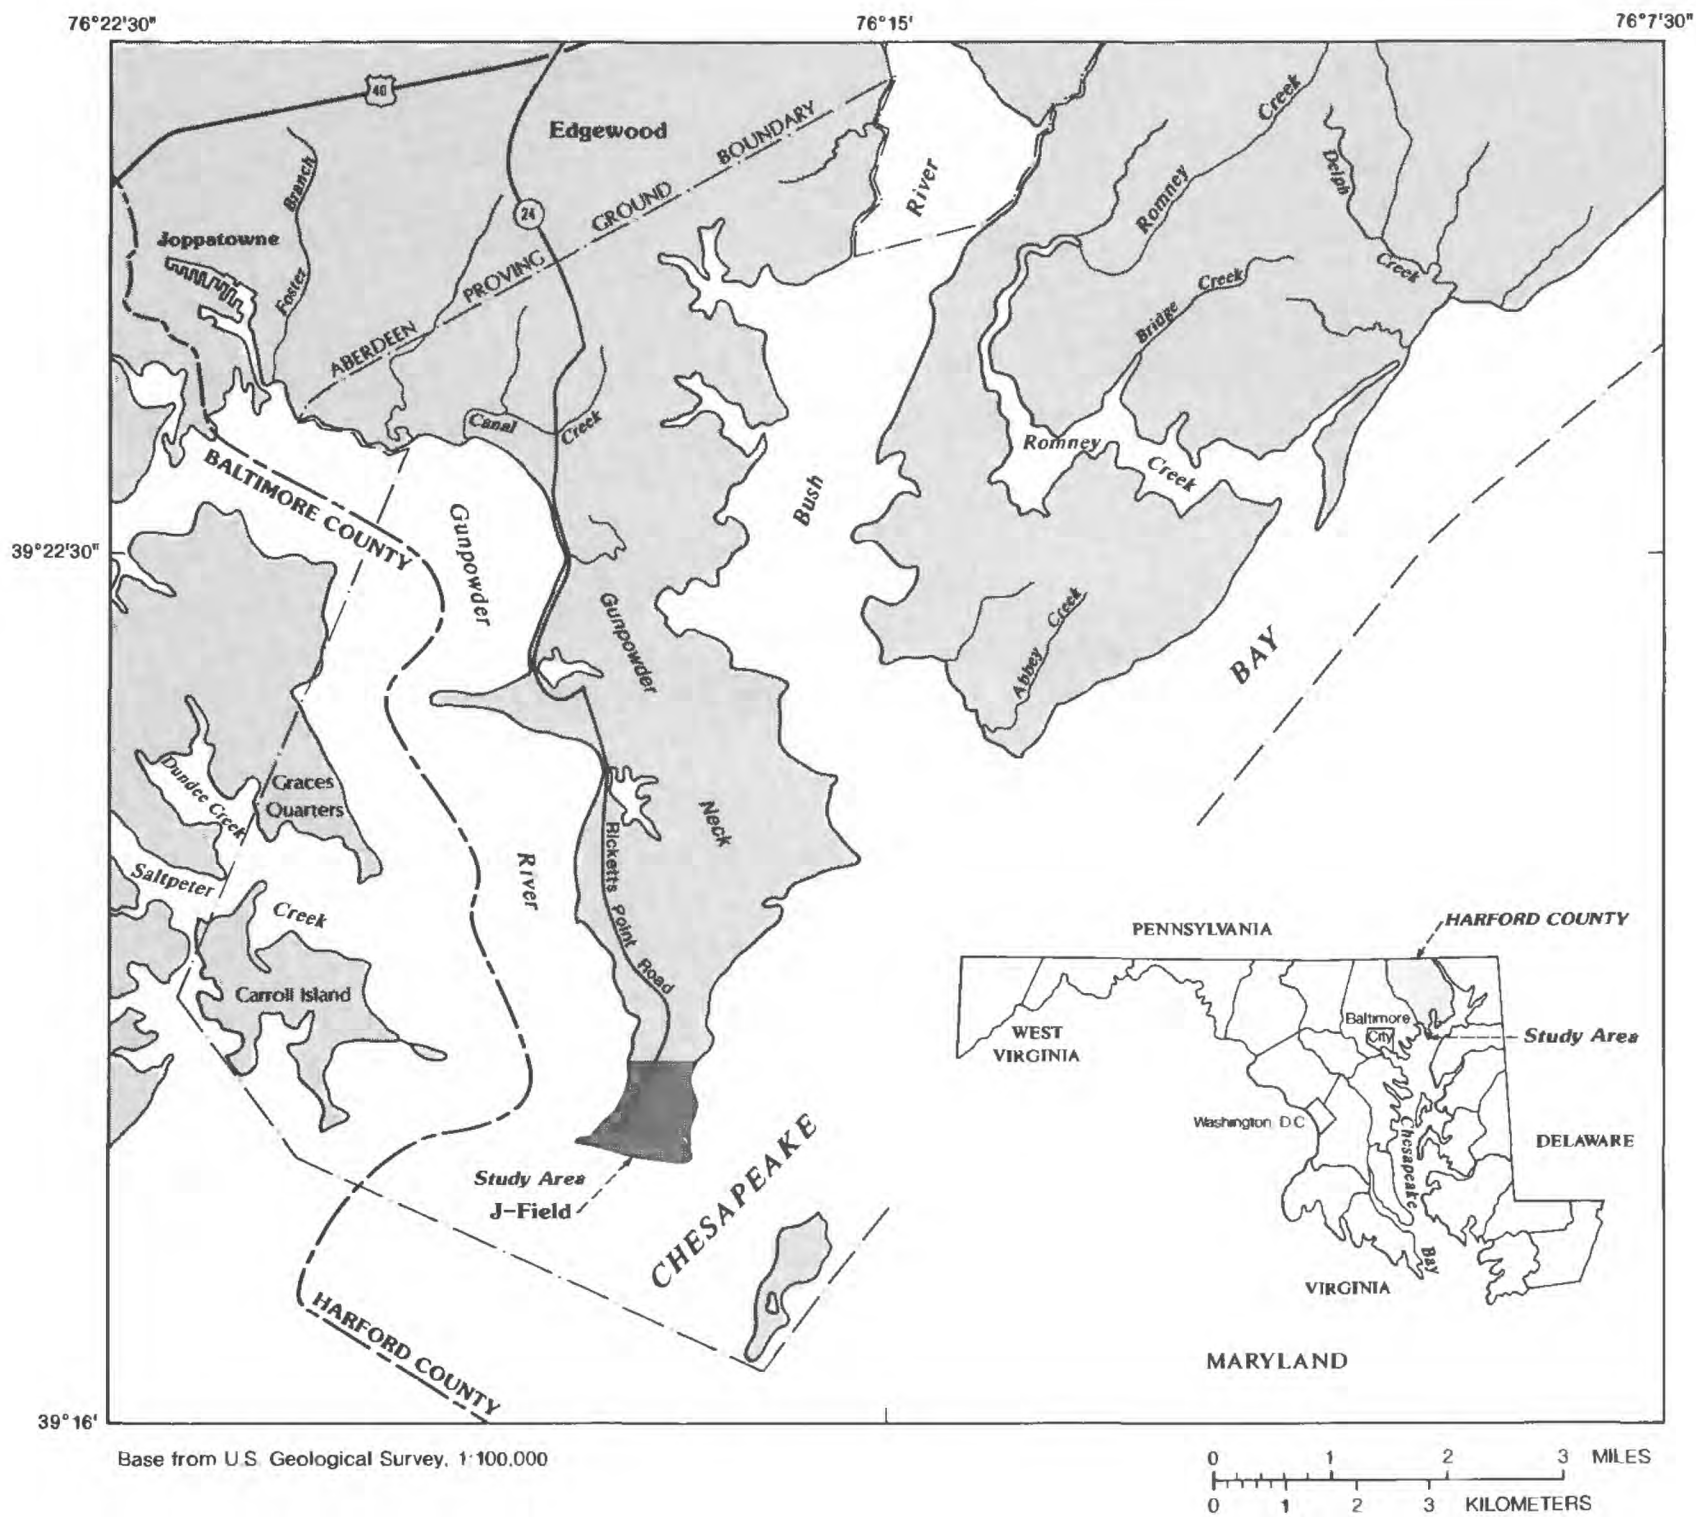 76°22'30"
76°15'
76°7'30"
40
Edgewood
Branch
Foster
24
ABERDEEN PROVING GROUND BOUNDARY
Joppatowne
River
Romney
Creek
Delph
Creek
Bridge Creek
Canal
Creek
Romney
Creek
BALTIMORE COUNTY
Gunpowder
Bush
39°22'30"
Gunpowder
Abbey Creek
BAY
Dundee Creek
Graces
Quarters
Neck
River
Ricketts Point Road
Saltpeter
Creek
Carroll Island
Study Area
J-Field
CHESAPEAKE
HARFORD COUNTY
39°16'
PENNSYLVANIA
HARFORD COUNTY
WEST
VIRGINIA
Baltimore
City
Study Area
Washington D C
Chesapeake
Bay
DELAWARE
VIRGINIA
MARYLAND
Base from U.S. Geological Survey, 1:100,000
0 1 2 3 MILES
0 1 2 3 KILOMETERS